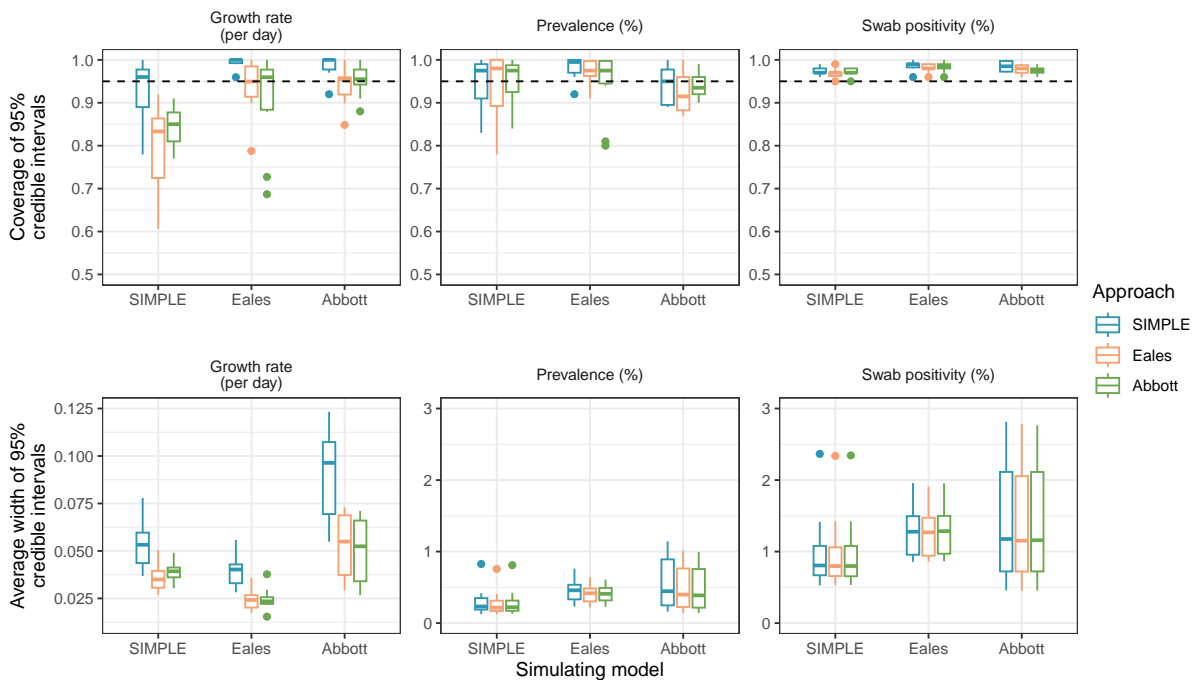 Growth rate
(per day)
Prevalence (%)
Swab positivity (%)
Coverage of 95%
credible intervals
1.0
0.9
0.8
0.7
0.6
0.5
SIMPLE
Eales
Abbott
1.0
0.9
0.8
0.7
0.6
0.5
SIMPLE
Eales
Abbott
1.0
0.9
0.8
0.7
0.6
0.5
SIMPLE
Eales
Abbott
Approach
SIMPLE
Eales
Abbott
Growth rate
(per day)
Prevalence (%)
Swab positivity (%)
Average width of 95%
credible intervals
0.125
0.100
0.075
0.050
0.025
SIMPLE
Eales
Abbott
3
2
1
0
SIMPLE
Eales
Abbott
3
2
1
0
SIMPLE
Eales
Abbott
Simulating model